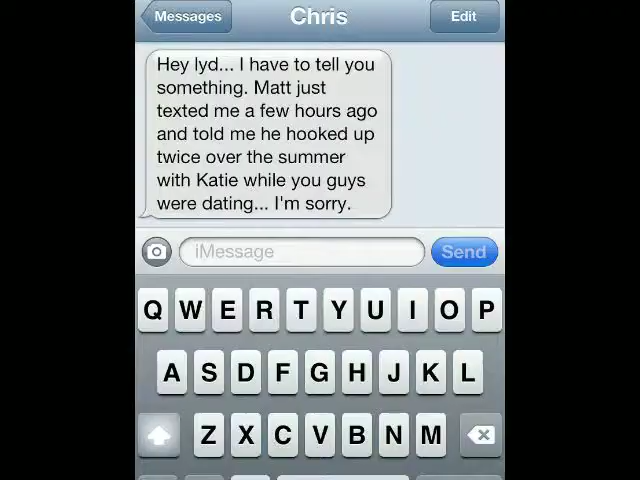 Messages
Chris
Edit
Hey lyd... I have to tell you
something. Matt just
texted me a few hours ago
and told me he hooked up
twice over the summer
with Katie while you guys
were dating... I'm sorry.
iMessage
Send
Q W E R T Y U I O P
A S D F G H J K L
Z X C V B N M